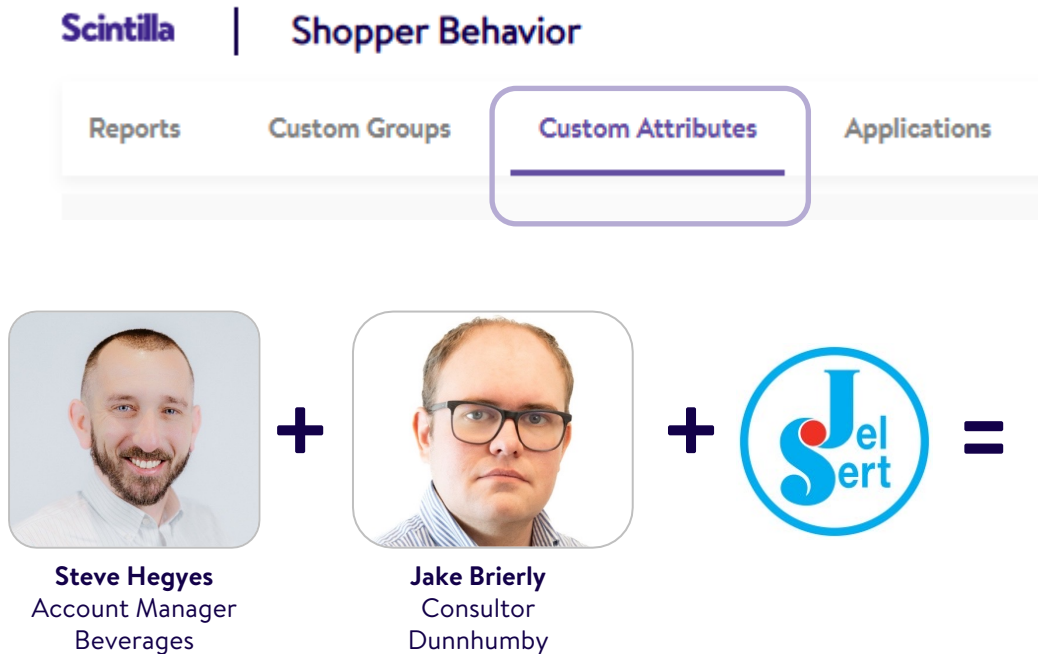 Scintilla | Shopper Behavior
Reports Custom Groups Custom Attributes Applications
+ + Jel Sert =
Steve Hegyes Jake Brierly
Account Manager Consultor
Beverages Dunnhumby